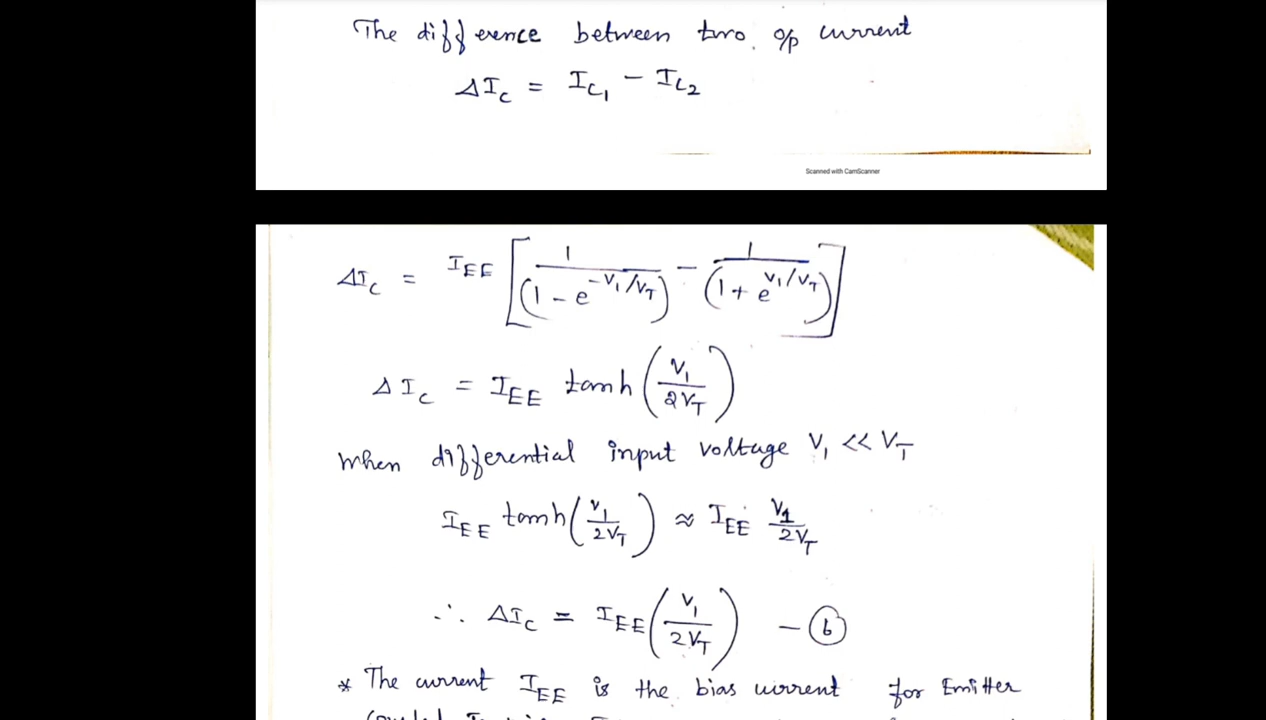 The difference between two o/p current
ΔI_C = I_C1 - I_C2
Scanned with CamScanner
ΔI_C = I_EE [ 1/(1 - e^(-V1/VT)) - 1/(1 + e^(V1/VT)) ]
ΔI_C = I_EE tanh (V1/2VT)
When differential input voltage V1 << VT
I_EE tanh (V1/2VT) ≈ I_EE V1/2VT
∴ ΔI_C = I_EE (V1/2VT) - (6)
* The current I_EE is the bias current for Emitter